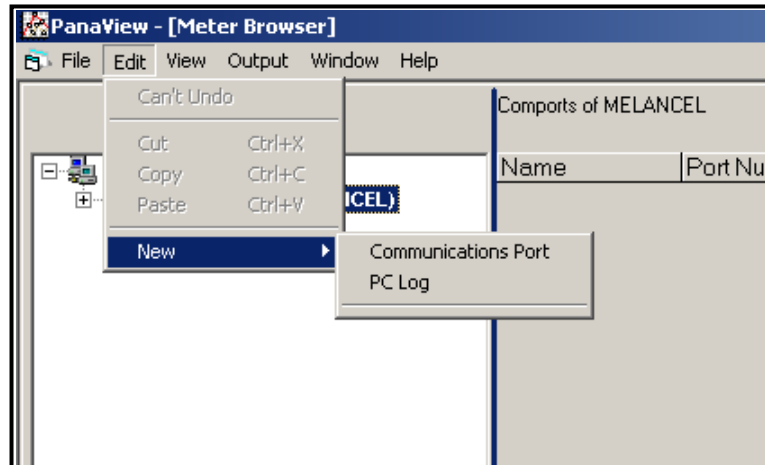 PanaView - [Meter Browser]
File Edit View Output Window Help
Can't Undo
Cut Ctrl+X
Copy Ctrl+C
Paste Ctrl+V
New
Communications Port
PC Log
Comports of MELANCEL
Name Port Nu
ICEL)